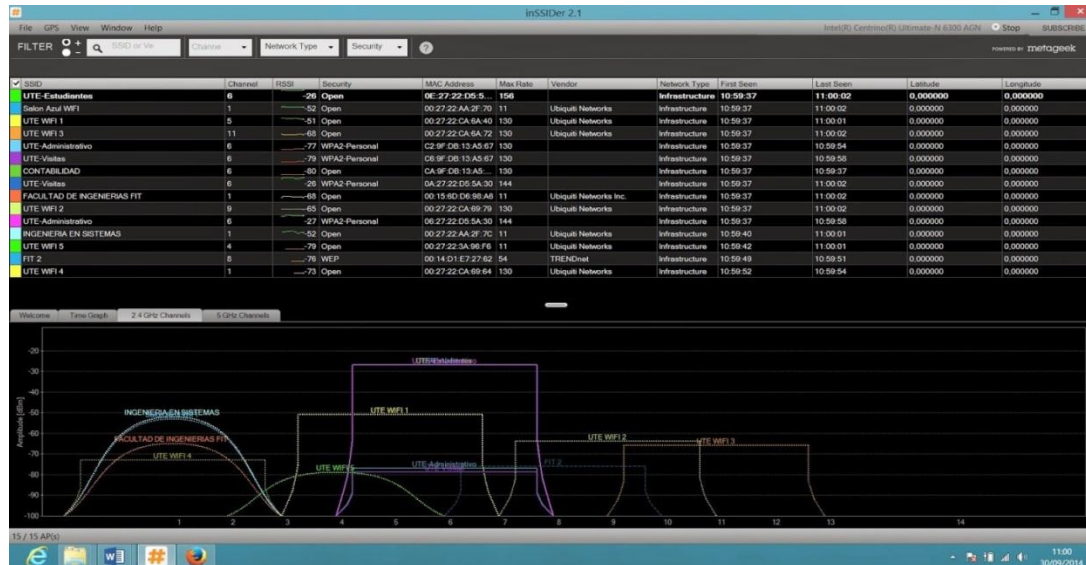 inSSIDer 2.1
File GPS View Window Help Intel(R) Centrino(R) Ultimate-N 6300 AGN Stop SUBSCRIBE
FILTER SSID or Ve Channe Network Type Security POWERED BY metageek
SSID Channel RSSI Security MAC Address Max Rate Vendor Network Type First Seen Last Seen Latitude Longitude
UTE-Estudiantes 6 -26 Open 0E:27:22:D5:5... 156 Infrastructure 10:59:37 11:00:02 0,000000 0,000000
Salon Azul WIFI 1 -52 Open 00:27:22:AA:2F:70 11 Ubiquiti Networks Infrastructure 10:59:37 11:00:02 0,000000 0,000000
UTE WIFI 1 5 -51 Open 00:27:22:CA:6A:40 130 Ubiquiti Networks Infrastructure 10:59:37 11:00:01 0,000000 0,000000
UTE WIFI 3 11 -68 Open 00:27:22:CA:6A:72 130 Ubiquiti Networks Infrastructure 10:59:37 11:00:02 0,000000 0,000000
UTE-Administrativo 6 -77 WPA2-Personal C2:9F:DB:13:A5:67 130 Infrastructure 10:59:37 10:59:54 0,000000 0,000000
UTE-Visitas 6 -79 WPA2-Personal C6:9F:DB:13:A5:67 130 Infrastructure 10:59:37 10:59:58 0,000000 0,000000
CONTABILIDAD 6 -80 Open CA:9F:DB:13:A5:... 130 Infrastructure 10:59:37 10:59:37 0,000000 0,000000
UTE-Visitas 6 -26 WPA2-Personal 0A:27:22:D5:5A:30 144 Infrastructure 10:59:37 11:00:02 0,000000 0,000000
FACULTAD DE INGENIERIAS FIT 1 -65 Open 00:15:6D:D6:98:A6 11 Ubiquiti Networks Inc. Infrastructure 10:59:37 11:00:02 0,000000 0,000000
UTE WIFI 2 9 -65 Open 00:27:22:CA:69:79 130 Ubiquiti Networks Infrastructure 10:59:37 11:00:02 0,000000 0,000000
UTE-Administrativo 6 -27 WPA2-Personal 06:27:22:D5:5A:30 144 Infrastructure 10:59:37 10:59:58 0,000000 0,000000
INGENIERIA EN SISTEMAS 1 -52 Open 00:27:22:AA:2F:7C 11 Ubiquiti Networks Infrastructure 10:59:40 11:00:01 0,000000 0,000000
UTE WIFI 5 4 -79 Open 00:27:22:3A:96:F6 11 Ubiquiti Networks Infrastructure 10:59:42 11:00:01 0,000000 0,000000
FIT 2 8 -76 WEP 00:14:D1:E7:27:62 54 TRENDnet Infrastructure 10:59:49 10:59:51 0,000000 0,000000
UTE WIFI 4 1 -73 Open 00:27:22:CA:69:64 130 Ubiquiti Networks Infrastructure 10:59:52 10:59:54 0,000000 0,000000
Welcome Time Graph 2.4 GHz Channels 5 GHz Channels
Amplitude [dBm]
-20
-30
-40
-50
-60
-70
-80
-90
-100
INGENIERIA EN SISTEMAS
UTE WIFI 1
FACULTAD DE INGENIERIAS FIT
UTE WIFI 2
UTE WIFI 3
UTE WIFI 4
UTE WIFI 5
UTE-Administrativo
FIT 2
1 2 3 4 5 6 7 8 9 10 11 12 13 14
15 / 15 AP(s)
11:00
30/09/2014